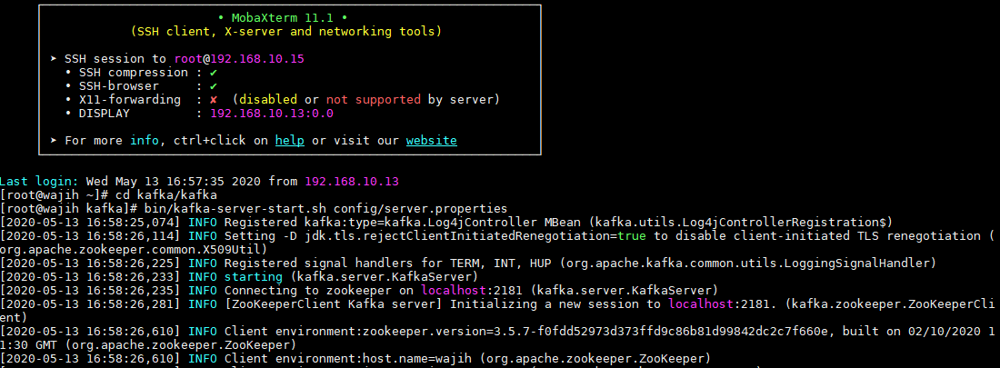 • MobaXterm 11.1 •
(SSH client, X-server and networking tools)
➤ SSH session to root@192.168.10.15
• SSH compression : ✔
• SSH-browser     : ✔
• X11-forwarding  : ✘  (disabled or not supported by server)
• DISPLAY         : 192.168.10.13:0.0
➤ For more info, ctrl+click on help or visit our website
Last login: Wed May 13 16:57:35 2020 from 192.168.10.13
[root@wajih ~]# cd kafka/kafka
[root@wajih kafka]# bin/kafka-server-start.sh config/server.properties
[2020-05-13 16:58:25,074] INFO Registered kafka:type=kafka.Log4jController MBean (kafka.utils.Log4jControllerRegistration$)
[2020-05-13 16:58:26,114] INFO Setting -D jdk.tls.rejectClientInitiatedRenegotiation=true to disable client-initiated TLS renegotiation (
org.apache.zookeeper.common.X509Util)
[2020-05-13 16:58:26,225] INFO Registered signal handlers for TERM, INT, HUP (org.apache.kafka.common.utils.LoggingSignalHandler)
[2020-05-13 16:58:26,233] INFO starting (kafka.server.KafkaServer)
[2020-05-13 16:58:26,235] INFO Connecting to zookeeper on localhost:2181 (kafka.server.KafkaServer)
[2020-05-13 16:58:26,281] INFO [ZooKeeperClient Kafka server] Initializing a new session to localhost:2181. (kafka.zookeeper.ZooKeeperCli
ent)
[2020-05-13 16:58:26,610] INFO Client environment:zookeeper.version=3.5.7-f0fdd52973d373ffd9c86b81d99842dc2c7f660e, built on 02/10/2020 1
1:30 GMT (org.apache.zookeeper.ZooKeeper)
[2020-05-13 16:58:26,610] INFO Client environment:host.name=wajih (org.apache.zookeeper.ZooKeeper)